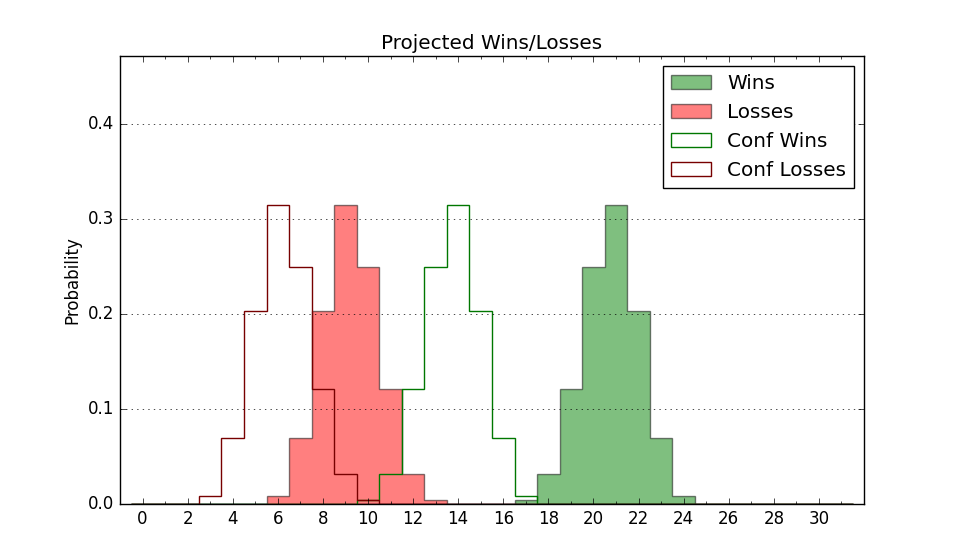 Projected Wins/Losses
Wins
Losses
Conf Wins
Conf Losses
Probability
0.4
0.3
0.2
0.1
0.0
0 2 4 6 8 10 12 14 16 18 20 22 24 26 28 30